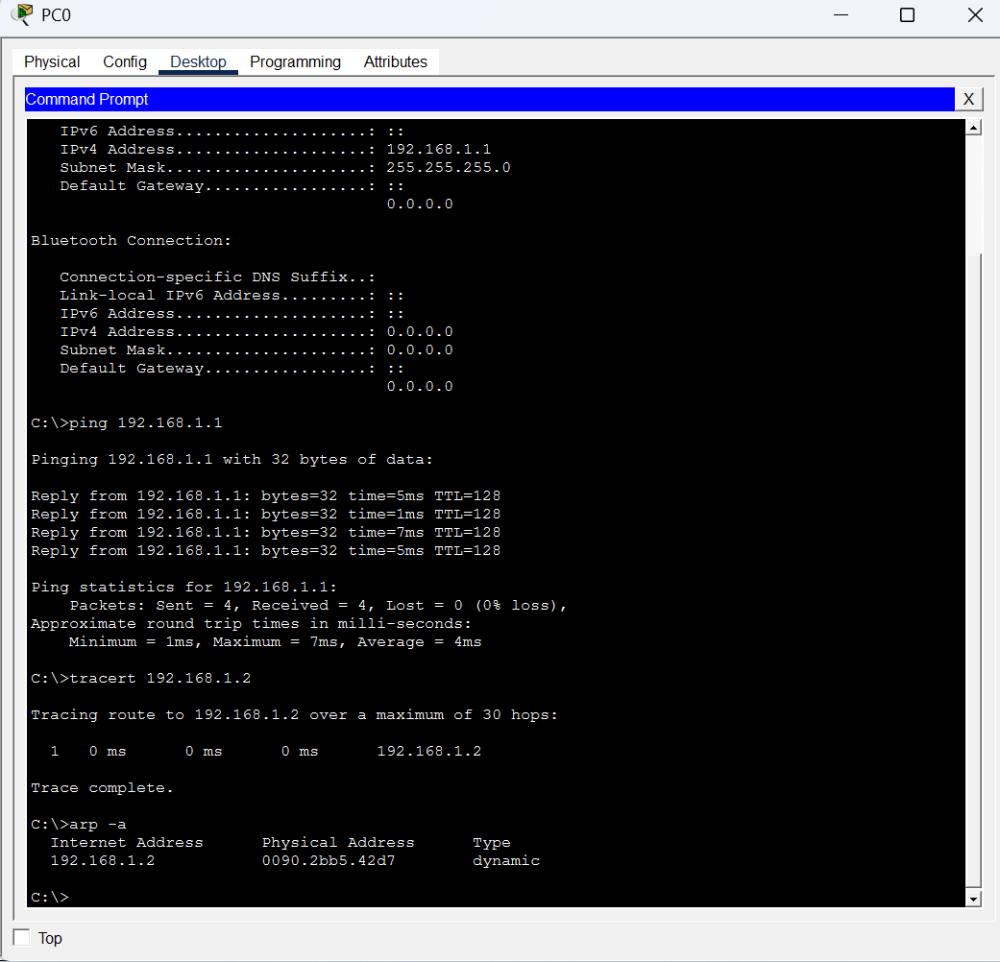 PC0
Physical Config Desktop Programming Attributes
Command Prompt X
IPv6 Address....................: ::
IPv4 Address....................: 192.168.1.1
Subnet Mask.....................: 255.255.255.0
Default Gateway.................: ::
0.0.0.0
Bluetooth Connection:
Connection-specific DNS Suffix..:
Link-local IPv6 Address.........: ::
IPv6 Address....................: ::
IPv4 Address....................: 0.0.0.0
Subnet Mask.....................: 0.0.0.0
Default Gateway.................: ::
0.0.0.0
C:\>ping 192.168.1.1
Pinging 192.168.1.1 with 32 bytes of data:
Reply from 192.168.1.1: bytes=32 time=5ms TTL=128
Reply from 192.168.1.1: bytes=32 time=1ms TTL=128
Reply from 192.168.1.1: bytes=32 time=7ms TTL=128
Reply from 192.168.1.1: bytes=32 time=5ms TTL=128
Ping statistics for 192.168.1.1:
Packets: Sent = 4, Received = 4, Lost = 0 (0% loss),
Approximate round trip times in milli-seconds:
Minimum = 1ms, Maximum = 7ms, Average = 4ms
C:\>tracert 192.168.1.2
Tracing route to 192.168.1.2 over a maximum of 30 hops:
1 0 ms 0 ms 0 ms 192.168.1.2
Trace complete.
C:\>arp -a
Internet Address Physical Address Type
192.168.1.2 0090.2bb5.42d7 dynamic
C:\>
Top